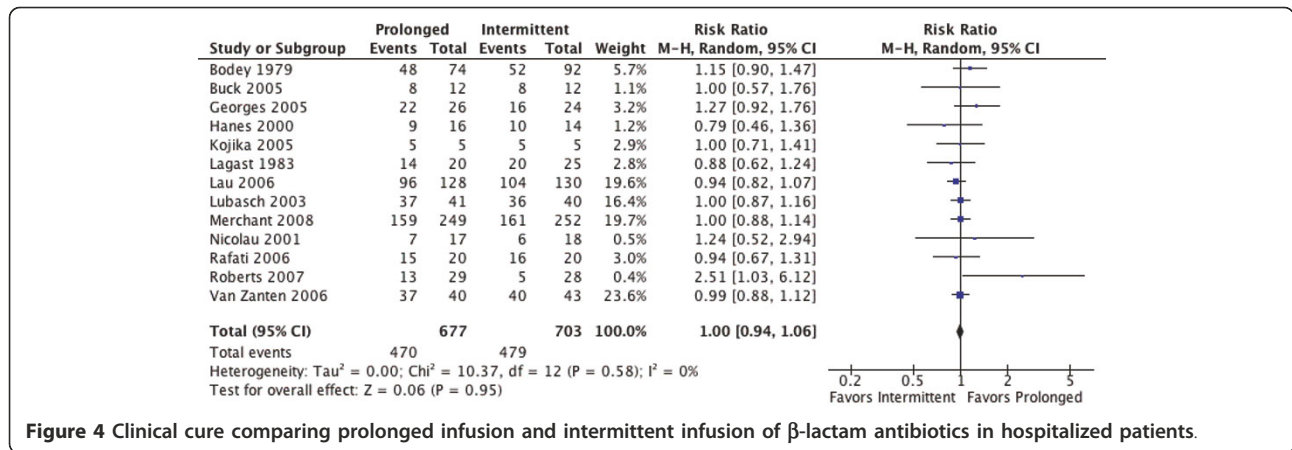 Prolonged Intermittent Risk Ratio Risk Ratio
Study or Subgroup Events Total Events Total Weight M-H, Random, 95% CI M-H, Random, 95% CI
Bodey 1979 48 74 52 92 5.7% 1.15 [0.90, 1.47]
Buck 2005 8 12 8 12 1.1% 1.00 [0.57, 1.76]
Georges 2005 22 26 16 24 3.2% 1.27 [0.92, 1.76]
Hanes 2000 9 16 10 14 1.2% 0.79 [0.46, 1.36]
Kojika 2005 5 5 5 5 2.9% 1.00 [0.71, 1.41]
Lagast 1983 14 20 20 25 2.8% 0.88 [0.62, 1.24]
Lau 2006 96 128 104 130 19.6% 0.94 [0.82, 1.07]
Lubasch 2003 37 41 36 40 16.4% 1.00 [0.87, 1.16]
Merchant 2008 159 249 161 252 19.7% 1.00 [0.88, 1.14]
Nicolau 2001 7 17 6 18 0.5% 1.24 [0.52, 2.94]
Rafati 2006 15 20 16 20 3.0% 0.94 [0.67, 1.31]
Roberts 2007 13 29 5 28 0.4% 2.51 [1.03, 6.12]
Van Zanten 2006 37 40 40 43 23.6% 0.99 [0.88, 1.12]
Total (95% CI) 677 703 100.0% 1.00 [0.94, 1.06]
Total events 470 479
Heterogeneity: Tau² = 0.00; Chi² = 10.37, df = 12 (P = 0.58); I² = 0%
Test for overall effect: Z = 0.06 (P = 0.95)
0.2 0.5 1 2 5
Favors Intermittent Favors Prolonged
Figure 4 Clinical cure comparing prolonged infusion and intermittent infusion of β-lactam antibiotics in hospitalized patients.